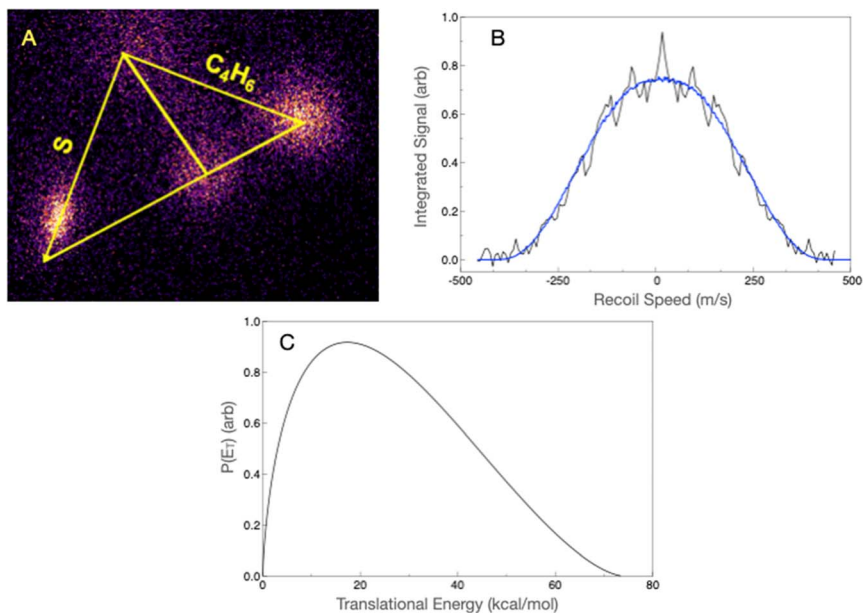 A
C₄H₆
S
B
Integrated Signal (arb)
1.0
0.8
0.6
0.4
0.2
0.0
-500
-250
0
250
500
Recoil Speed (m/s)
C
P(Eᴛ) (arb)
1.0
0.8
0.6
0.4
0.2
0.0
0
20
40
60
80
Translational Energy (kcal/mol)